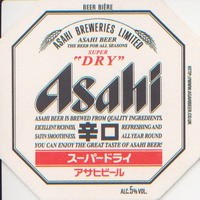 BEER BIÈRE
ASAHI BREWERIES LIMITED
ASAHI BEER
THE BEER FOR ALL SEASONS
SUPER
"DRY"
Asahi
ASAHI BEER IS BREWED FROM QUALITY INGREDIENTS.
EXCELLENT RICHNESS, 辛口 REFRESHING AND
SLEEN SMOOTHNESS, ALL YEAR ROUND
YOU CAN ENJOY THE GREAT TASTE OF ASAHI BEER!
スーパードライ
アサヒビール
ALC.5%VOL.